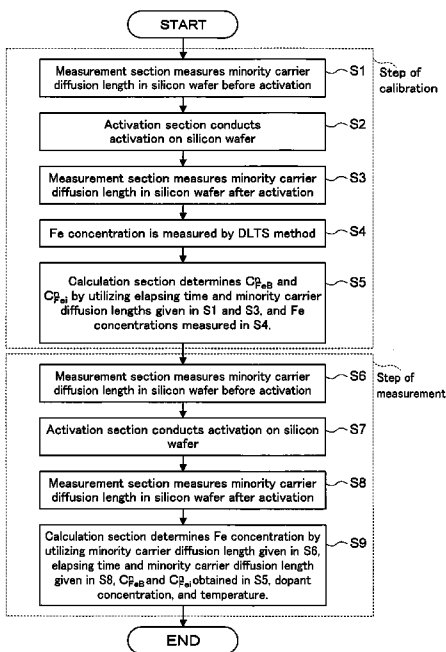 START
Measurement section measures minority carrier
diffusion length in silicon wafer before activation
S1
Step of
calibration
Activation section conducts
activation on silicon wafer
S2
Measurement section measures minority carrier
diffusion length in silicon wafer after activation
S3
Fe concentration is measured by DLTS method
S4
Calculation section determines CⁿFeB and
CⁿFei by utilizing elapsing time and minority carrier
diffusion lengths given in S1 and S3, and Fe
concentrations measured in S4.
S5
Measurement section measures minority carrier
diffusion length in silicon wafer before activation
S6
Step of
measurement
Activation section conducts activation on silicon
wafer
S7
Measurement section measures minority carrier
diffusion length in silicon wafer after activation
S8
Calculation section determines Fe concentration by
utilizing minority carrier diffusion length given in S6,
elapsing time and minority carrier diffusion length
given in S8, CⁿFeB and CⁿFei obtained in S5, dopant
concentration, and temperature.
S9
END